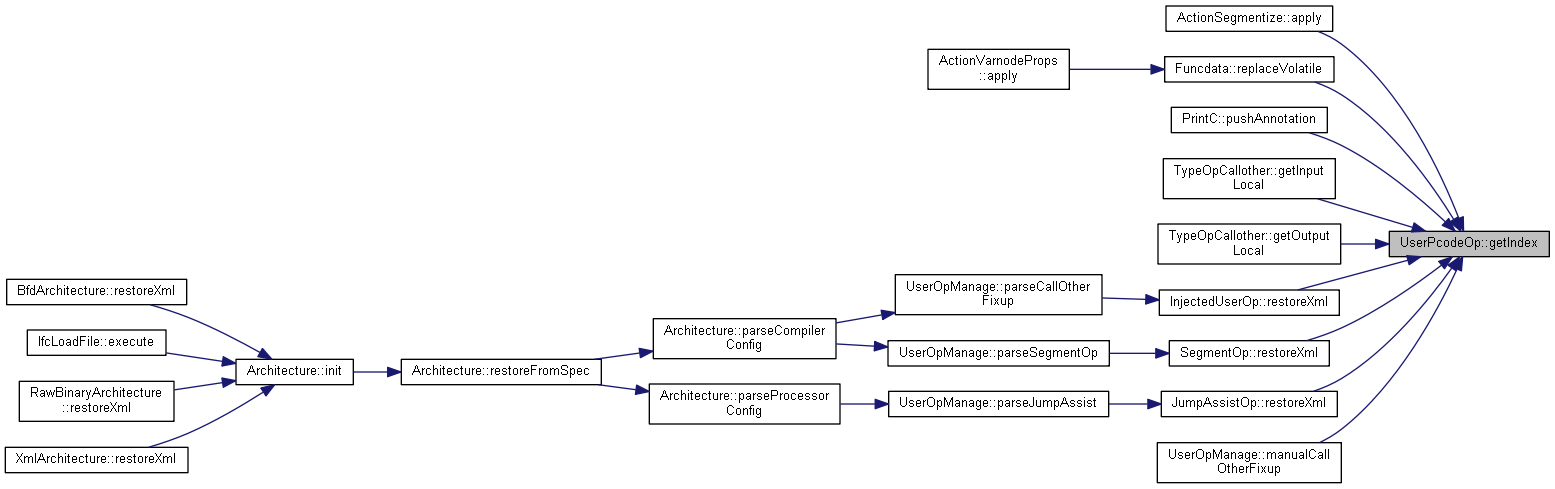 ActionSegmentize::apply
ActionVarnodeProps
::apply
Funcdata::replaceVolatile
PrintC::pushAnnotation
TypeOpCallother::getInput
Local
TypeOpCallother::getOutput
Local
UserPcodeOp::getIndex
BfdArchitecture::restoreXml
UserOpManage::parseCallOther
Fixup
InjectedUserOp::restoreXml
IfcLoadFile::execute
Architecture::parseCompiler
Config
UserOpManage::parseSegmentOp
SegmentOp::restoreXml
Architecture::init
Architecture::restoreFromSpec
RawBinaryArchitecture
::restoreXml
Architecture::parseProcessor
Config
UserOpManage::parseJumpAssist
JumpAssistOp::restoreXml
XmlArchitecture::restoreXml
UserOpManage::manualCall
OtherFixup